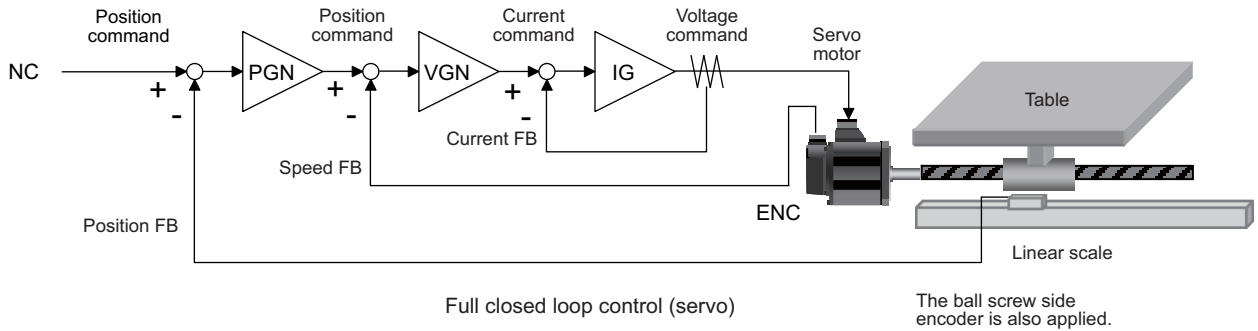 Position
command
Position
command
Current
command
Voltage
command
Servo
motor
NC
PGN
VGN
IG
Table
+
-
+
-
+
-
Current FB
Speed FB
ENC
Position FB
Linear scale
Full closed loop control (servo)
The ball screw side
encoder is also applied.